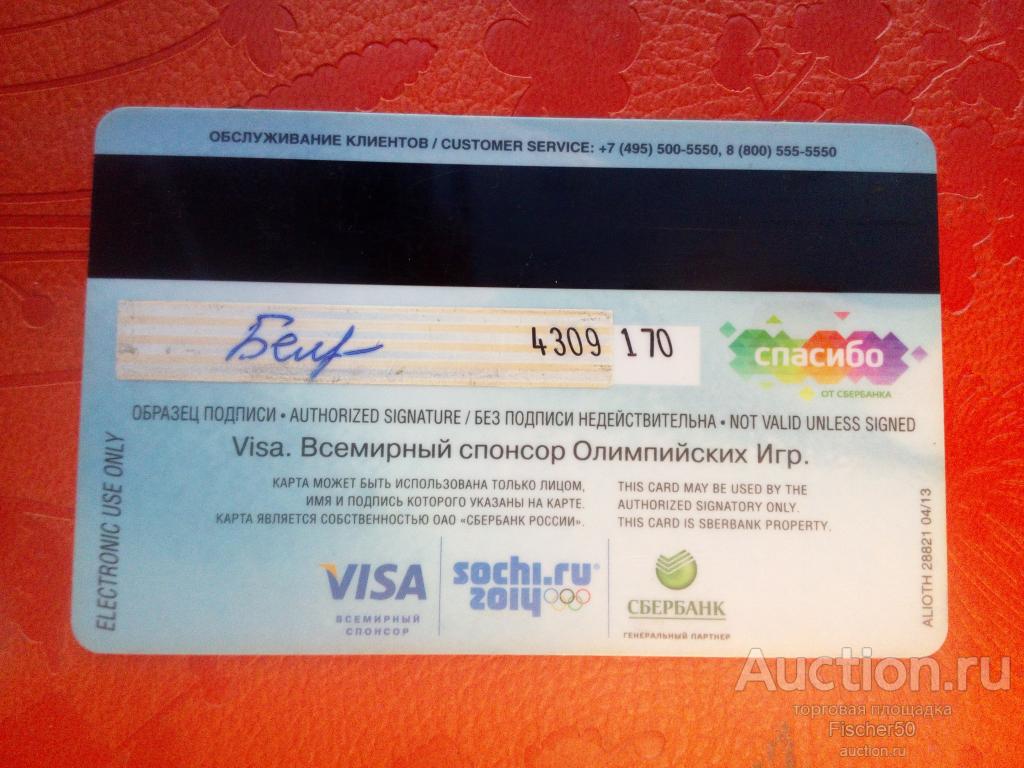 ОБСЛУЖИВАНИЕ КЛИЕНТОВ / CUSTOMER SERVICE: +7 (495) 500-5550, 8 (800) 555-5550
4309 170
спасибо
ОТ СБЕРБАНКА
ОБРАЗЕЦ ПОДПИСИ • AUTHORIZED SIGNATURE / БЕЗ ПОДПИСИ НЕДЕЙСТВИТЕЛЬНА • NOT VALID UNLESS SIGNED
Visa. Всемирный спонсор Олимпийских Игр.
ELECTRONIC USE ONLY
КАРТА МОЖЕТ БЫТЬ ИСПОЛЬЗОВАНА ТОЛЬКО ЛИЦОМ,
ИМЯ И ПОДПИСЬ КОТОРОГО УКАЗАНЫ НА КАРТЕ.
КАРТА ЯВЛЯЕТСЯ СОБСТВЕННОСТЬЮ ОАО «СБЕРБАНК РОССИИ».
THIS CARD MAY BE USED BY THE
AUTHORIZED SIGNATORY ONLY.
THIS CARD IS SBERBANK PROPERTY.
ALIOTH 28821 04/13
VISA
ВСЕМИРНЫЙ
СПОНСОР
sochi.ru
2014
СБЕРБАНК
ГЕНЕРАЛЬНЫЙ ПАРТНЕР
Auction.ru
торговая площадка
Fischer50
auction.ru